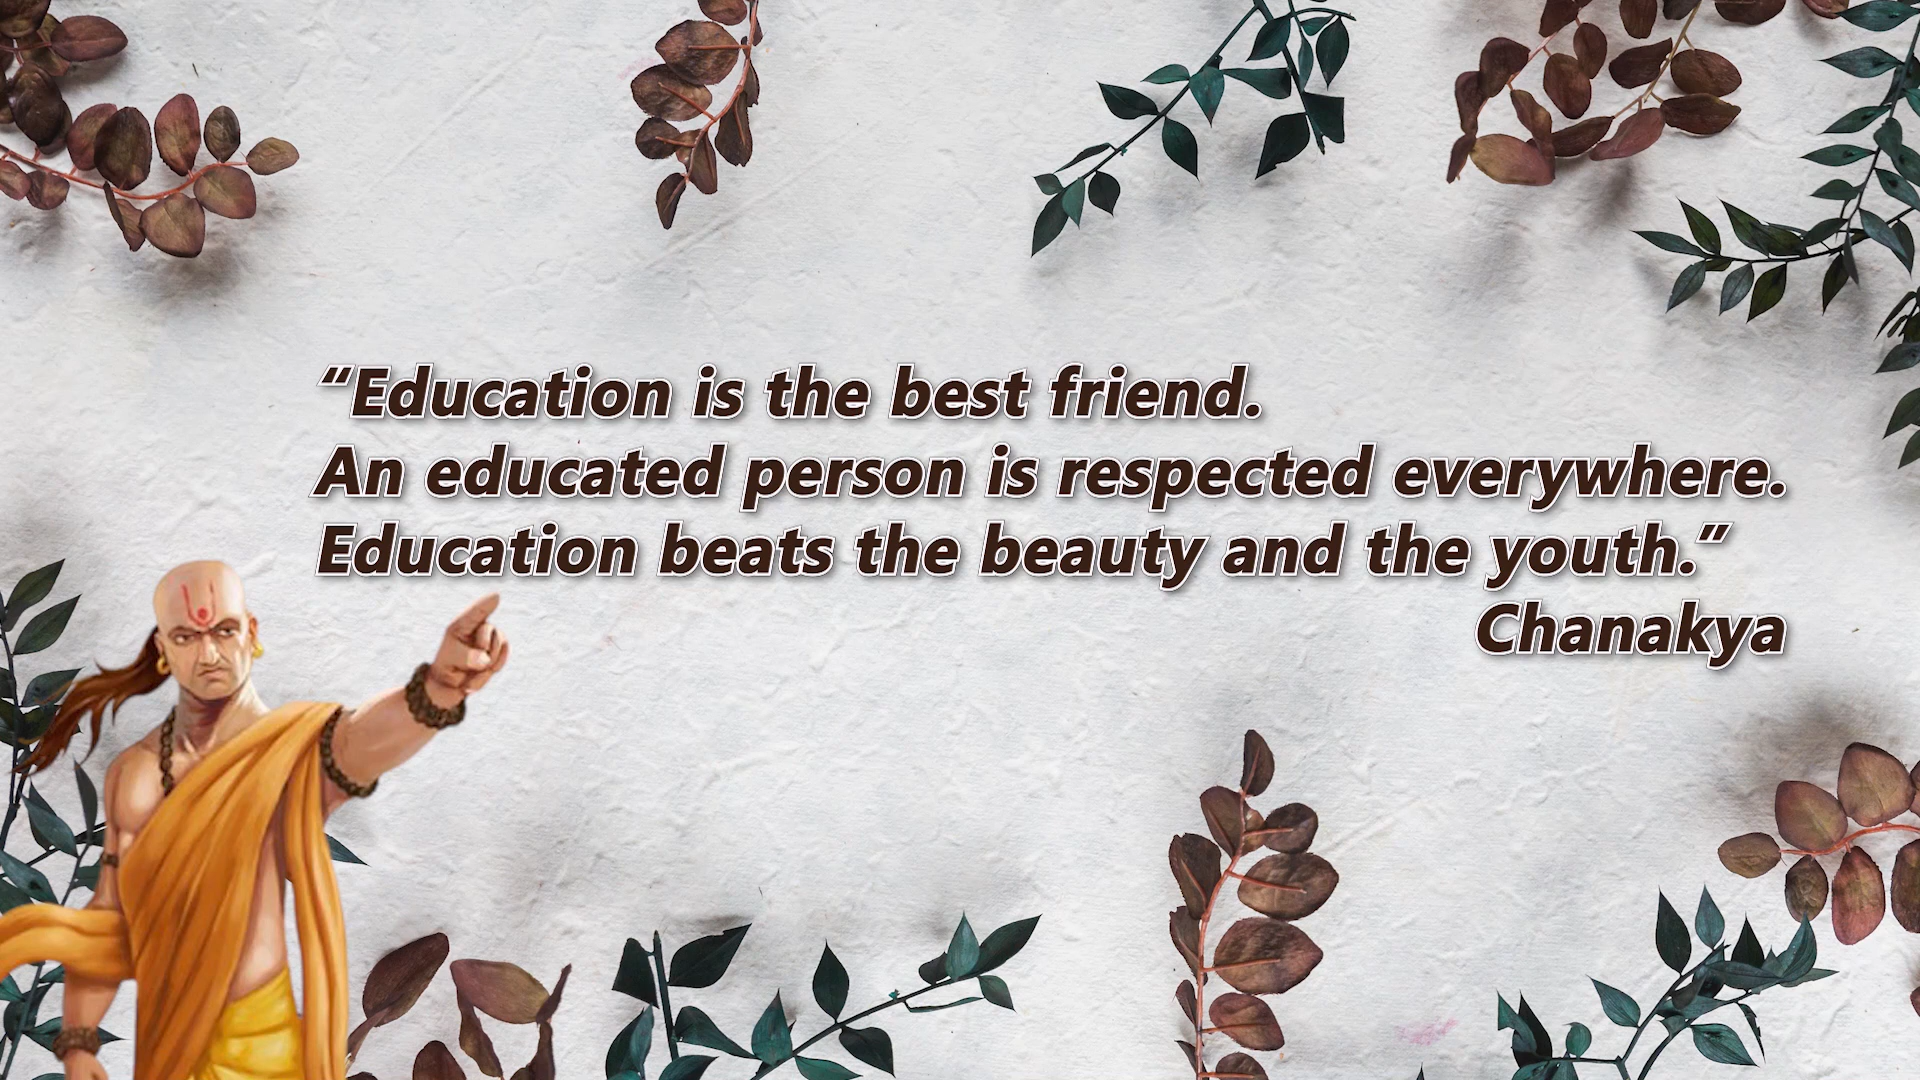 “Education is the best friend.
An educated person is respected everywhere.
Education beats the beauty and the youth.”
Chanakya